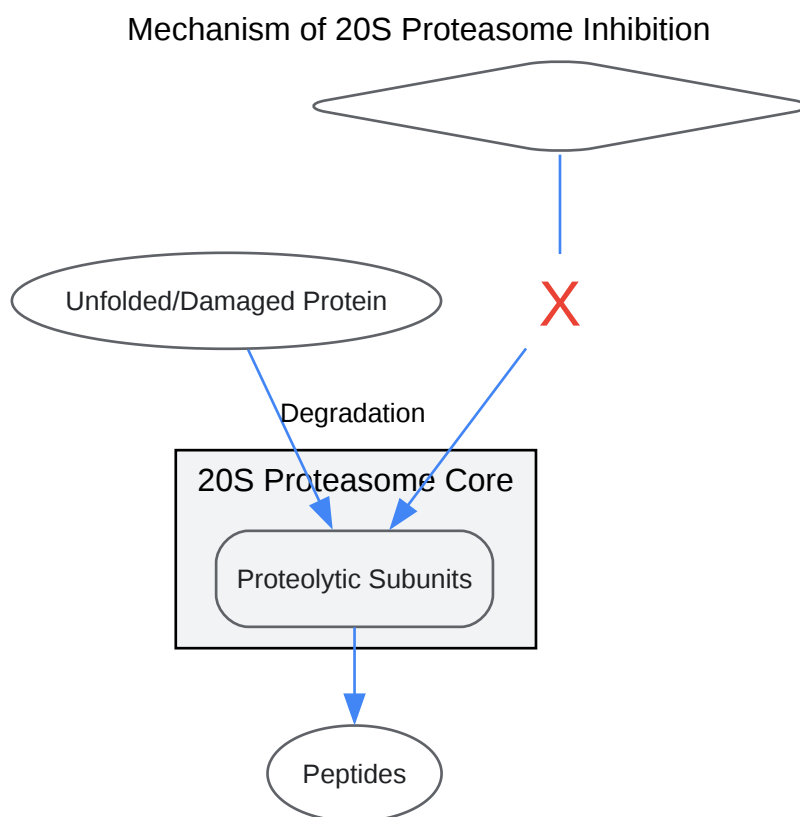 Mechanism of 20S Proteasome Inhibition
Unfolded/Damaged Protein
X
Degradation
20S Proteasome Core
Proteolytic Subunits
Peptides